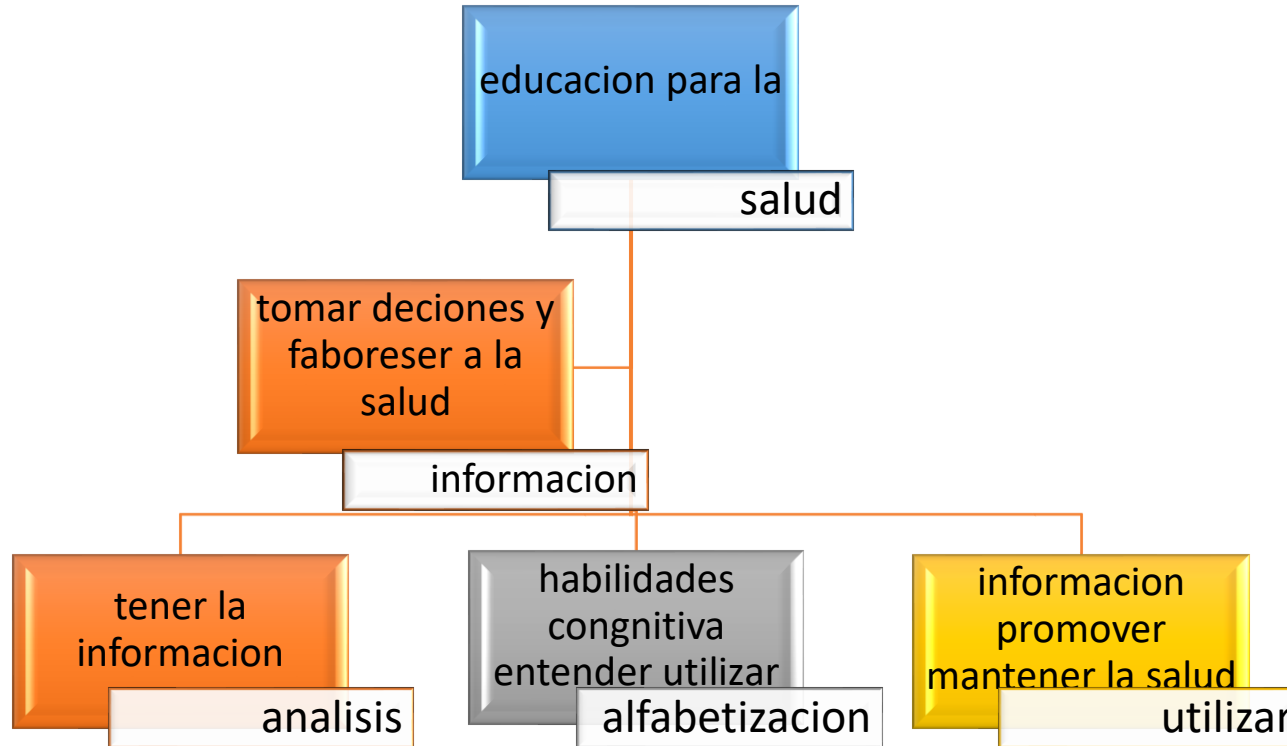 educacion para la
salud
tomar deciones y
faboreser a la
salud
informacion
tener la
informacion
analisis
habilidades
congnitiva
entender utilizar
alfabetizacion
informacion
promover
mantener la salud
utilizar